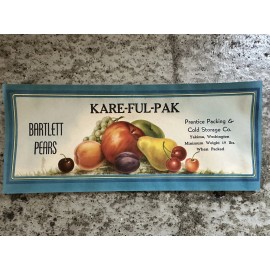 KARE-FUL-PAK
BARTLETT
PEARS
Prentice Packing &
Cold Storage Co.
Yakima, Washington
Minimum Weight 19 lbs.
When Packed